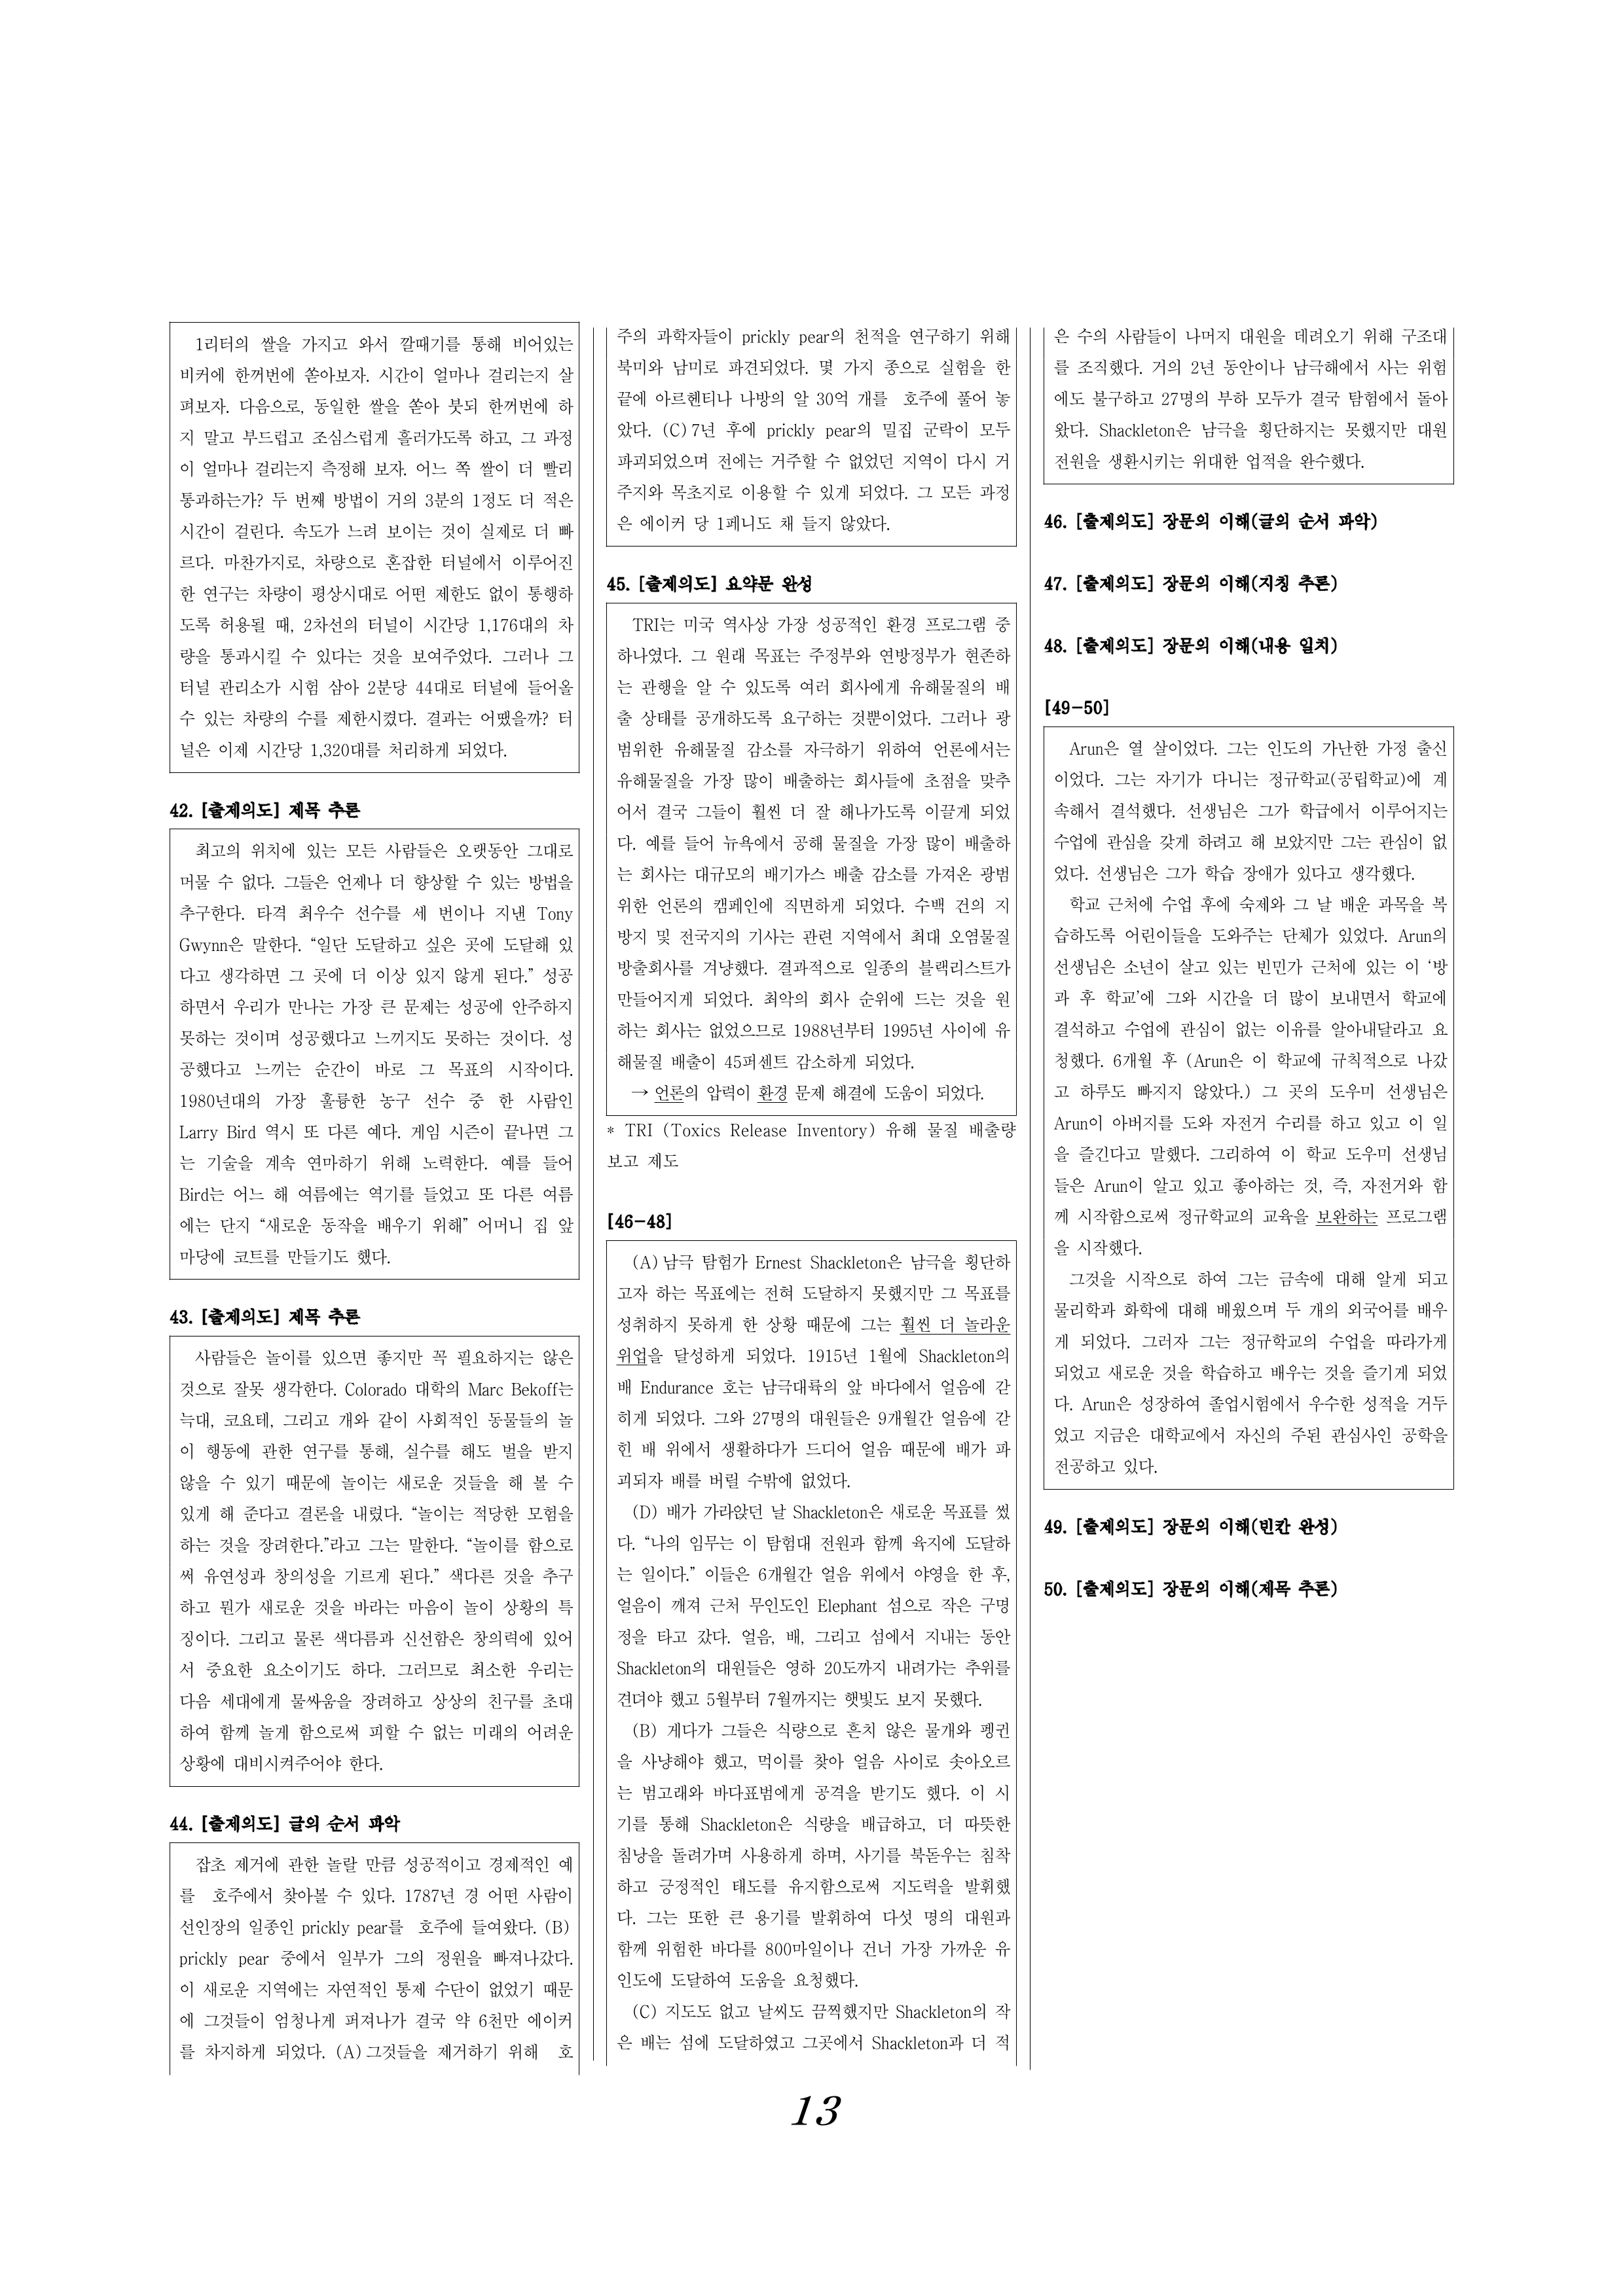 1리터의 쌀을 가지고 와서 깔때기를 통해 비어있는
비커에 한꺼번에 쏟아보자. 시간이 얼마나 걸리는지 살
펴보자. 다음으로, 동일한 쌀을 쏟아 붓되 한꺼번에 하
지 말고 부드럽고 조심스럽게 흘러가도록 하고, 그 과정
이 얼마나 걸리는지 측정해 보자. 어느 쪽 쌀이 더 빨리
통과하는가? 두 번째 방법이 거의 3분의 1정도 더 적은
시간이 걸린다. 속도가 느려 보이는 것이 실제로 더 빠
르다. 마찬가지로, 차량으로 혼잡한 터널에서 이루어진
한 연구는 차량이 평상시대로 어떤 제한도 없이 통행하
도록 허용될 때, 2차선의 터널이 시간당 1,176대의 차
량을 통과시킬 수 있다는 것을 보여주었다. 그러나 그
터널 관리소가 시험 삼아 2분당 44대로 터널에 들어올
수 있는 차량의 수를 제한시켰다. 결과는 어땠을까? 터
널은 이제 시간당 1,320대를 처리하게 되었다.
42. [출제의도] 제목 추론
최고의 위치에 있는 모든 사람들은 오랫동안 그대로
머물 수 없다. 그들은 언제나 더 향상할 수 있는 방법을
추구한다. 타격 최우수 선수를 세 번이나 지낸 Tony
Gwynn은 말한다. “일단 도달하고 싶은 곳에 도달해 있
다고 생각하면 그 곳에 더 이상 있지 않게 된다.” 성공
하면서 우리가 만나는 가장 큰 문제는 성공에 안주하지
못하는 것이며 성공했다고 느끼지도 못하는 것이다. 성
공했다고 느끼는 순간이 바로 그 목표의 시작이다.
1980년대의 가장 훌륭한 농구 선수 중 한 사람인
Larry Bird 역시 또 다른 예다. 게임 시즌이 끝나면 그
는 기술을 계속 연마하기 위해 노력한다. 예를 들어
Bird는 어느 해 여름에는 역기를 들었고 또 다른 여름
에는 단지 “새로운 동작을 배우기 위해” 어머니 집 앞
마당에 코트를 만들기도 했다.
43. [출제의도] 제목 추론
사람들은 놀이를 있으면 좋지만 꼭 필요하지는 않은
것으로 잘못 생각한다. Colorado 대학의 Marc Bekoff는
늑대, 코요테, 그리고 개와 같이 사회적인 동물들의 놀
이 행동에 관한 연구를 통해, 실수를 해도 벌을 받지
않을 수 있기 때문에 놀이는 새로운 것들을 해 볼 수
있게 해 준다고 결론을 내렸다. “놀이는 적당한 모험을
하는 것을 장려한다.”라고 그는 말한다. “놀이를 함으로
써 유연성과 창의성을 기르게 된다.” 색다른 것을 추구
하고 뭔가 새로운 것을 바라는 마음이 놀이 상황의 특
징이다. 그리고 물론 색다름과 신선함은 창의력에 있어
서 중요한 요소이기도 하다. 그러므로 최소한 우리는
다음 세대에게 물싸움을 장려하고 상상의 친구를 초대
하여 함께 놀게 함으로써 피할 수 없는 미래의 어려운
상황에 대비시켜주어야 한다.
44. [출제의도] 글의 순서 파악
잡초 제거에 관한 놀랄 만큼 성공적이고 경제적인 예
를 호주에서 찾아볼 수 있다. 1787년 경 어떤 사람이
선인장의 일종인 prickly pear를 호주에 들여왔다. (B)
prickly pear 중에서 일부가 그의 정원을 빠져나갔다.
이 새로운 지역에는 자연적인 통제 수단이 없었기 때문
에 그것들이 엄청나게 퍼져나가 결국 약 6천만 에이커
를 차지하게 되었다. (A) 그것들을 제거하기 위해 호
주의 과학자들이 prickly pear의 천적을 연구하기 위해
북미와 남미로 파견되었다. 몇 가지 종으로 실험을 한
끝에 아르헨티나 나방의 알 30억 개를 호주에 풀어 놓
았다. (C) 7년 후에 prickly pear의 밀집 군락이 모두
파괴되었으며 전에는 거주할 수 없었던 지역이 다시 거
주지와 목초지로 이용할 수 있게 되었다. 그 모든 과정
은 에이커 당 1페니도 채 들지 않았다.
45. [출제의도] 요약문 완성
TRI는 미국 역사상 가장 성공적인 환경 프로그램 중
하나였다. 그 원래 목표는 주정부와 연방정부가 현존하
는 관행을 알 수 있도록 여러 회사에게 유해물질의 배
출 상태를 공개하도록 요구하는 것뿐이었다. 그러나 광
범위한 유해물질 감소를 자극하기 위하여 언론에서는
유해물질을 가장 많이 배출하는 회사들에 초점을 맞추
어서 결국 그들이 훨씬 더 잘 해나가도록 이끌게 되었
다. 예를 들어 뉴욕에서 공해 물질을 가장 많이 배출하
는 회사는 대규모의 배기가스 배출 감소를 가져온 광범
위한 언론의 캠페인에 직면하게 되었다. 수백 건의 지
방지 및 전국지의 기사는 관련 지역에서 최대 오염물질
방출회사를 겨냥했다. 결과적으로 일종의 블랙리스트가
만들어지게 되었다. 최악의 회사 순위에 드는 것을 원
하는 회사는 없었으므로 1988년부터 1995년 사이에 유
해물질 배출이 45퍼센트 감소하게 되었다.
→ 언론의 압력이 환경 문제 해결에 도움이 되었다.
* TRI (Toxics Release Inventory) 유해 물질 배출량
보고 제도
[46-48]
(A) 남극 탐험가 Ernest Shackleton은 남극을 횡단하
고자 하는 목표에는 전혀 도달하지 못했지만 그 목표를
성취하지 못하게 한 상황 때문에 그는 훨씬 더 놀라운
위업을 달성하게 되었다. 1915년 1월에 Shackleton의
배 Endurance 호는 남극대륙의 앞 바다에서 얼음에 갇
히게 되었다. 그와 27명의 대원들은 9개월간 얼음에 갇
힌 배 위에서 생활하다가 드디어 얼음 때문에 배가 파
괴되자 배를 버릴 수밖에 없었다.
(D) 배가 가라앉던 날 Shackleton은 새로운 목표를 썼
다. “나의 임무는 이 탐험대 전원과 함께 육지에 도달하
는 일이다.” 이들은 6개월간 얼음 위에서 야영을 한 후,
얼음이 깨져 근처 무인도인 Elephant 섬으로 작은 구명
정을 타고 갔다. 얼음, 배, 그리고 섬에서 지내는 동안
Shackleton의 대원들은 영하 20도까지 내려가는 추위를
견뎌야 했고 5월부터 7월까지는 햇빛도 보지 못했다.
(B) 게다가 그들은 식량으로 흔치 않은 물개와 펭귄
을 사냥해야 했고, 먹이를 찾아 얼음 사이로 솟아오르
는 범고래와 바다표범에게 공격을 받기도 했다. 이 시
기를 통해 Shackleton은 식량을 배급하고, 더 따뜻한
침낭을 돌려가며 사용하게 하며, 사기를 북돋우는 침착
하고 긍정적인 태도를 유지함으로써 지도력을 발휘했
다. 그는 또한 큰 용기를 발휘하여 다섯 명의 대원과
함께 위험한 바다를 800마일이나 건너 가장 가까운 유
인도에 도달하여 도움을 요청했다.
(C) 지도도 없고 날씨도 끔찍했지만 Shackleton의 작
은 배는 섬에 도달하였고 그곳에서 Shackleton과 더 적
은 수의 사람들이 나머지 대원을 데려오기 위해 구조대
를 조직했다. 거의 2년 동안이나 남극해에서 사는 위험
에도 불구하고 27명의 부하 모두가 결국 탐험에서 돌아
왔다. Shackleton은 남극을 횡단하지는 못했지만 대원
전원을 생환시키는 위대한 업적을 완수했다.
46. [출제의도] 장문의 이해(글의 순서 파악)
47. [출제의도] 장문의 이해(지칭 추론)
48. [출제의도] 장문의 이해(내용 일치)
[49-50]
Arun은 열 살이었다. 그는 인도의 가난한 가정 출신
이었다. 그는 자기가 다니는 정규학교(공립학교)에 계
속해서 결석했다. 선생님은 그가 학급에서 이루어지는
수업에 관심을 갖게 하려고 해 보았지만 그는 관심이 없
었다. 선생님은 그가 학습 장애가 있다고 생각했다.
학교 근처에 수업 후에 숙제와 그 날 배운 과목을 복
습하도록 어린이들을 도와주는 단체가 있었다. Arun의
선생님은 소년이 살고 있는 빈민가 근처에 있는 이 ‘방
과 후 학교’에 그와 시간을 더 많이 보내면서 학교에
결석하고 수업에 관심이 없는 이유를 알아내달라고 요
청했다. 6개월 후 (Arun은 이 학교에 규칙적으로 나갔
고 하루도 빠지지 않았다.) 그 곳의 도우미 선생님은
Arun이 아버지를 도와 자전거 수리를 하고 있고 이 일
을 즐긴다고 말했다. 그리하여 이 학교 도우미 선생님
들은 Arun이 알고 있고 좋아하는 것, 즉, 자전거와 함
께 시작함으로써 정규학교의 교육을 보완하는 프로그램
을 시작했다.
그것을 시작으로 하여 그는 금속에 대해 알게 되고
물리학과 화학에 대해 배웠으며 두 개의 외국어를 배우
게 되었다. 그러자 그는 정규학교의 수업을 따라가게
되었고 새로운 것을 학습하고 배우는 것을 즐기게 되었
다. Arun은 성장하여 졸업시험에서 우수한 성적을 거두
었고 지금은 대학교에서 자신의 주된 관심사인 공학을
전공하고 있다.
49. [출제의도] 장문의 이해(빈칸 완성)
50. [출제의도] 장문의 이해(제목 추론)
13